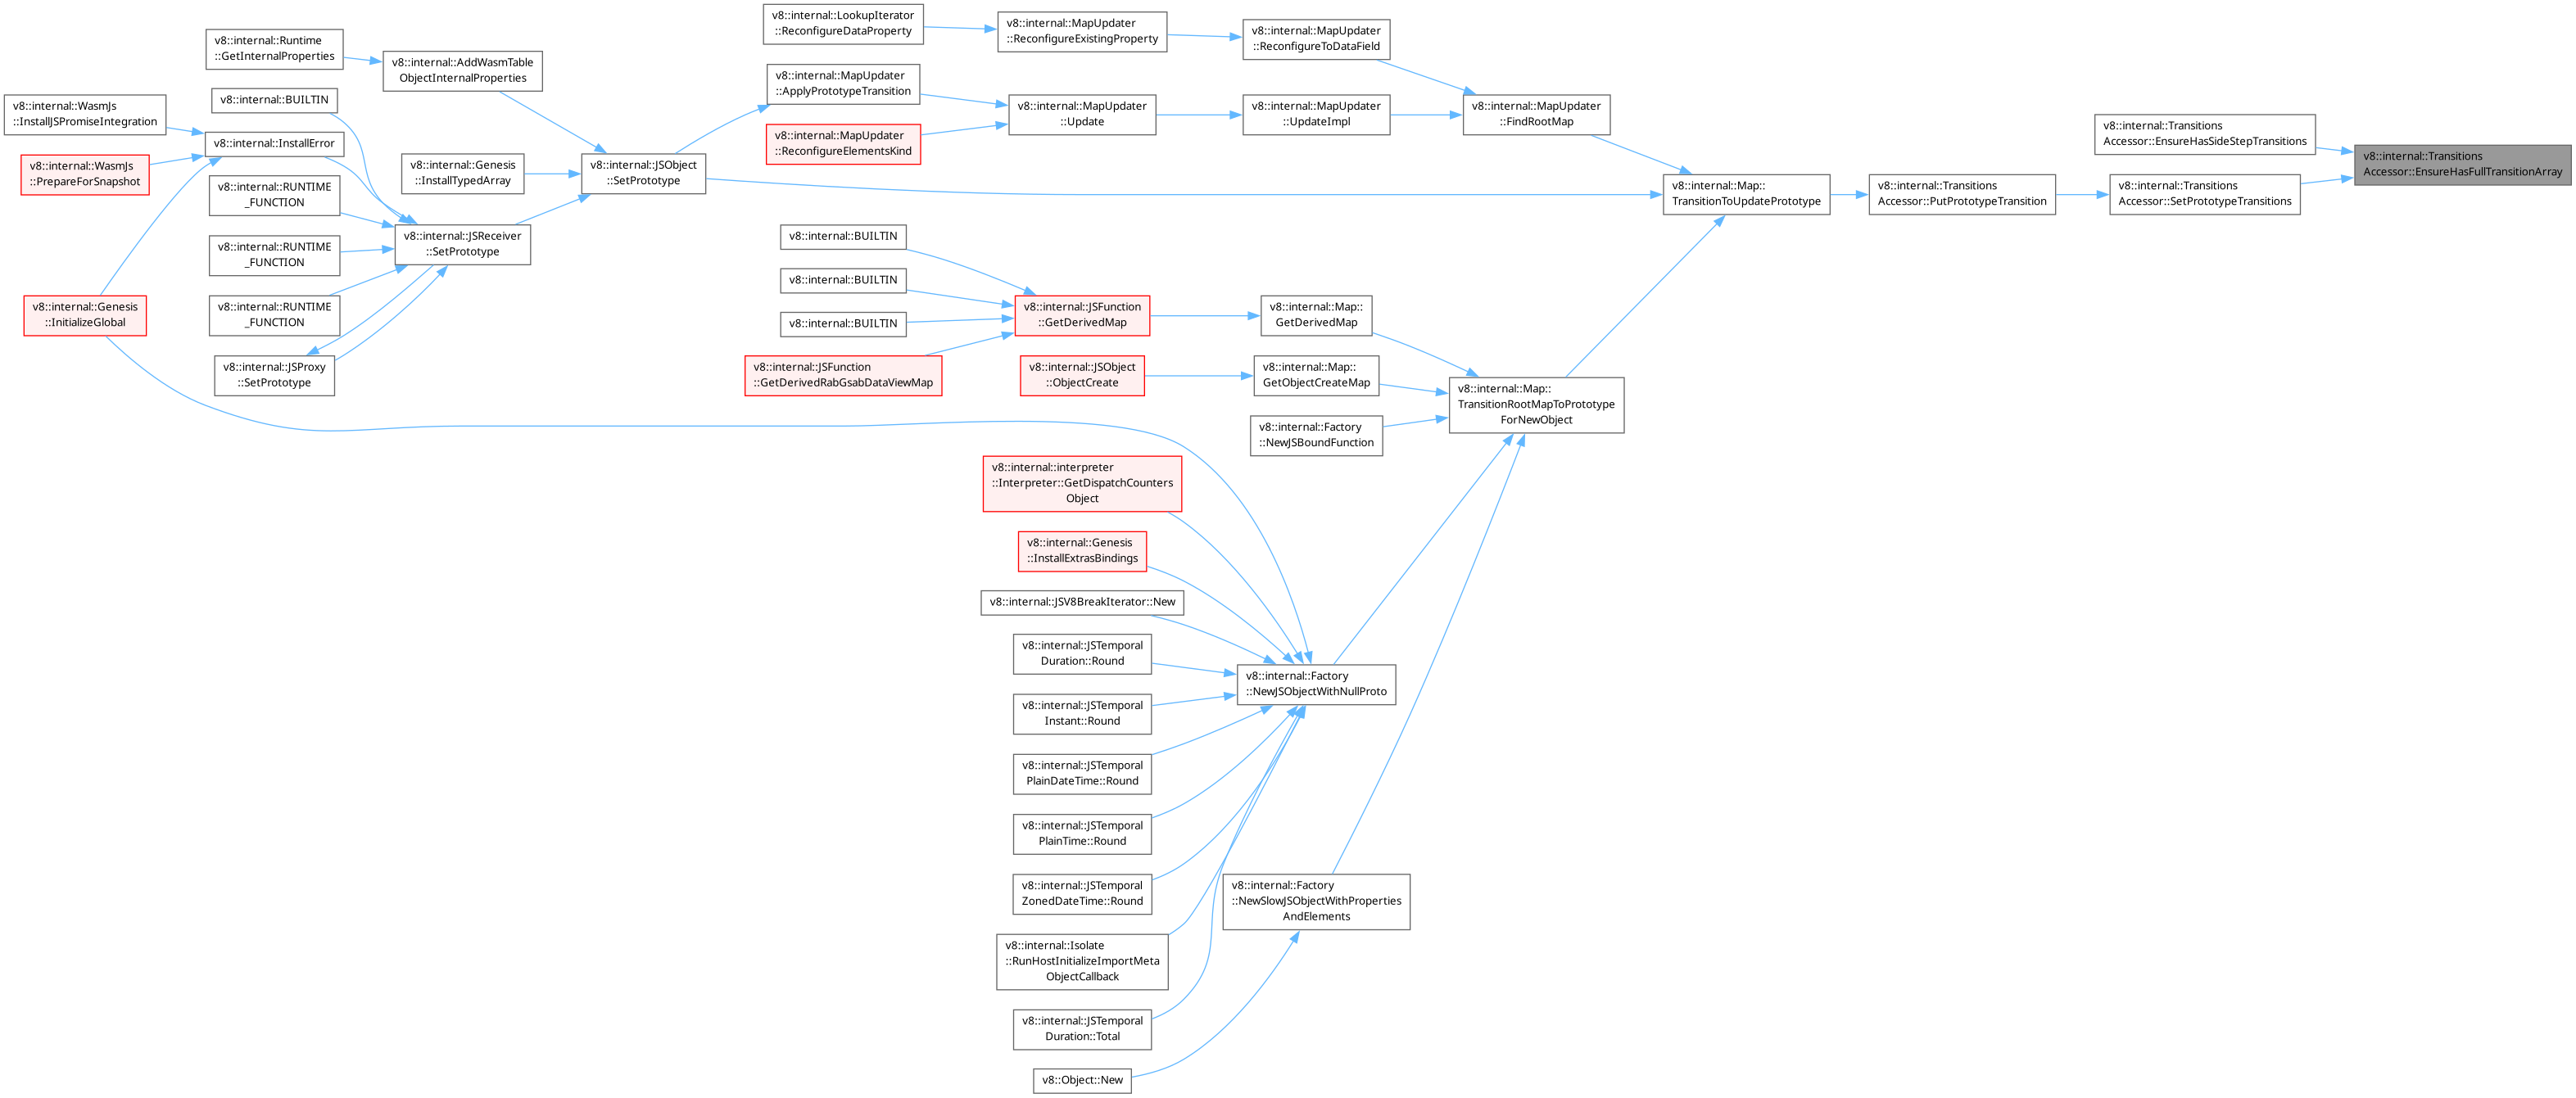 v8::internal::LookupIterator
::ReconfigureDataProperty
v8::internal::MapUpdater
::ReconfigureExistingProperty
v8::internal::MapUpdater
::ReconfigureToDataField
v8::internal::Runtime
::GetInternalProperties
v8::internal::AddWasmTable
ObjectInternalProperties
v8::internal::MapUpdater
::ApplyPrototypeTransition
v8::internal::BUILTIN
v8::internal::WasmJs
::InstallJSPromiseIntegration
v8::internal::MapUpdater
::Update
v8::internal::MapUpdater
::UpdateImpl
v8::internal::MapUpdater
::FindRootMap
v8::internal::Transitions
Accessor::EnsureHasSideStepTransitions
v8::internal::InstallError
v8::internal::MapUpdater
::ReconfigureElementsKind
v8::internal::Transitions
Accessor::EnsureHasFullTransitionArray
v8::internal::WasmJs
::PrepareForSnapshot
v8::internal::Genesis
::InstallTypedArray
v8::internal::JSObject
::SetPrototype
v8::internal::RUNTIME
_FUNCTION
v8::internal::Map::
TransitionToUpdatePrototype
v8::internal::Transitions
Accessor::PutPrototypeTransition
v8::internal::Transitions
Accessor::SetPrototypeTransitions
v8::internal::JSReceiver
::SetPrototype
v8::internal::BUILTIN
v8::internal::RUNTIME
_FUNCTION
v8::internal::BUILTIN
v8::internal::Genesis
::InitializeGlobal
v8::internal::RUNTIME
_FUNCTION
v8::internal::JSFunction
::GetDerivedMap
v8::internal::Map::
GetDerivedMap
v8::internal::BUILTIN
v8::internal::JSProxy
::SetPrototype
v8::internal::JSFunction
::GetDerivedRabGsabDataViewMap
v8::internal::JSObject
::ObjectCreate
v8::internal::Map::
GetObjectCreateMap
v8::internal::Map::
TransitionRootMapToPrototype
ForNewObject
v8::internal::Factory
::NewJSBoundFunction
v8::internal::interpreter
::Interpreter::GetDispatchCounters
Object
v8::internal::Genesis
::InstallExtrasBindings
v8::internal::JSV8BreakIterator::New
v8::internal::JSTemporal
Duration::Round
v8::internal::Factory
::NewJSObjectWithNullProto
v8::internal::JSTemporal
Instant::Round
v8::internal::JSTemporal
PlainDateTime::Round
v8::internal::JSTemporal
PlainTime::Round
v8::internal::JSTemporal
ZonedDateTime::Round
v8::internal::Factory
::NewSlowJSObjectWithProperties
AndElements
v8::internal::Isolate
::RunHostInitializeImportMeta
ObjectCallback
v8::internal::JSTemporal
Duration::Total
v8::Object::New